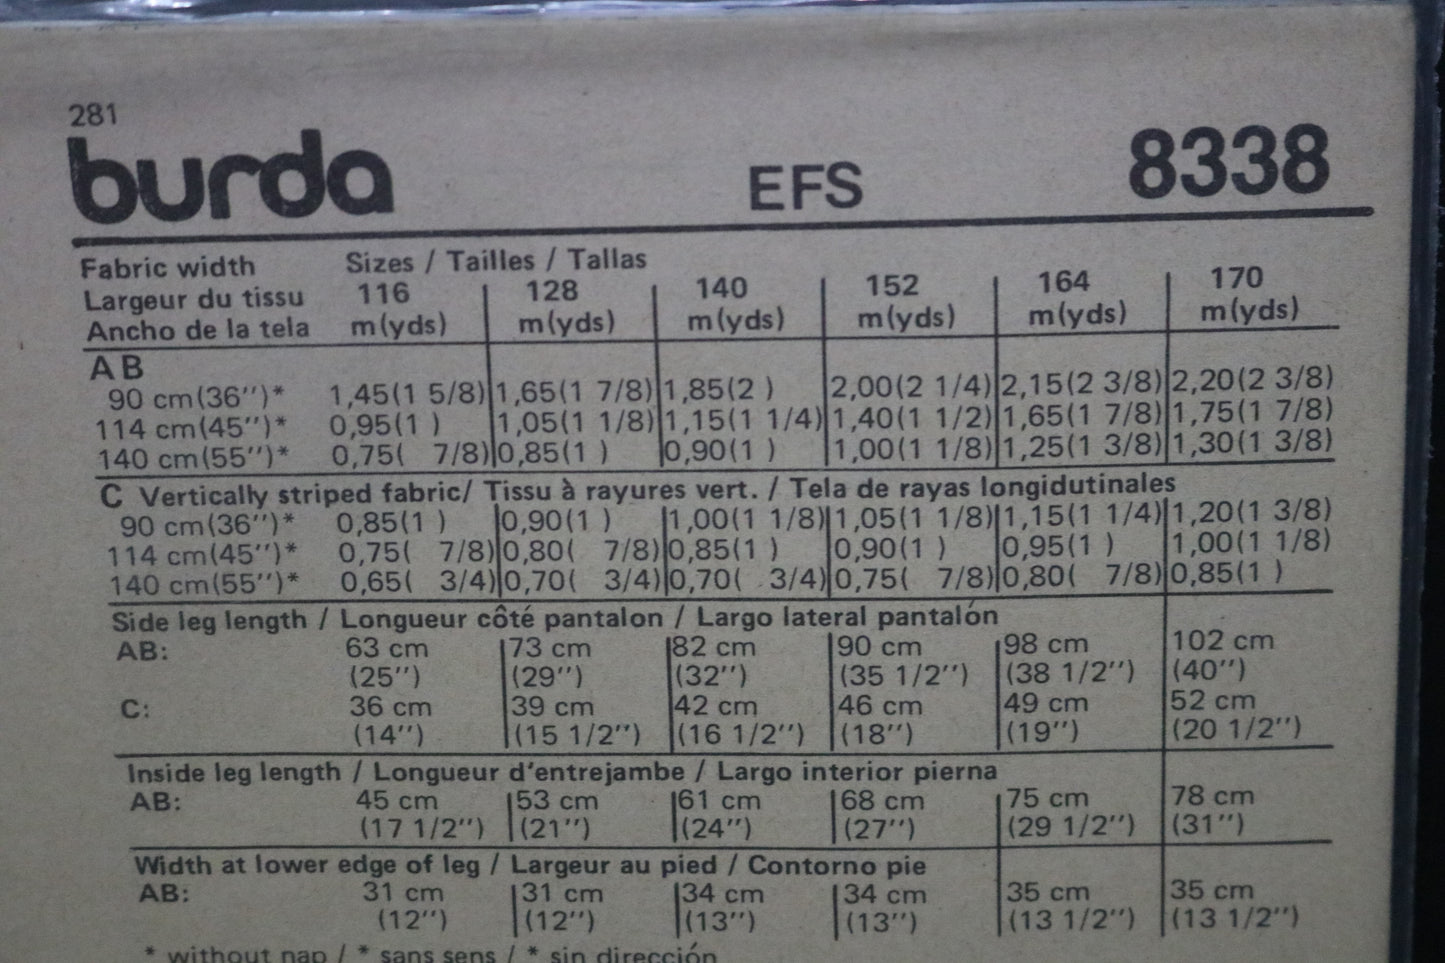 281
burda EFS 8338
Fabric width Sizes / Tailles / Tallas
Largeur du tissu 116 128 140 152 164 170
Ancho de la tela m(yds) m(yds) m(yds) m(yds) m(yds) m(yds)
A B
90 cm(36’’)* 1,45(1 5/8) 1,65(1 7/8) 1,85(2 ) 2,00(2 1/4) 2,15(2 3/8) 2,20(2 3/8)
114 cm(45’’)* 0,95(1 ) 1,05(1 1/8) 1,15(1 1/4) 1,40(1 1/2) 1,65(1 7/8) 1,75(1 7/8)
140 cm(55’’)* 0,75( 7/8) 0,85(1 ) 0,90(1 ) 1,00(1 1/8) 1,25(1 3/8) 1,30(1 3/8)
C Vertically striped fabric/ Tissu à rayures vert. / Tela de rayas longidutinales
90 cm(36’’)* 0,85(1 ) 0,90(1 ) 1,00(1 1/8) 1,05(1 1/8) 1,15(1 1/4) 1,20(1 3/8)
114 cm(45’’)* 0,75( 7/8) 0,80( 7/8) 0,85(1 ) 0,90(1 ) 0,95(1 ) 1,00(1 1/8)
140 cm(55’’)* 0,65( 3/4) 0,70( 3/4) 0,70( 3/4) 0,75( 7/8) 0,80( 7/8) 0,85(1 )
Side leg length / Longueur côté pantalon / Largo lateral pantalón
AB: 63 cm 73 cm 82 cm 90 cm 98 cm 102 cm
(25’’) (29’’) (32’’) (35 1/2’’) (38 1/2’’) (40’’)
C: 36 cm 39 cm 42 cm 46 cm 49 cm 52 cm
(14’’) (15 1/2’’) (16 1/2’’) (18’’) (19’’) (20 1/2’’)
Inside leg length / Longueur d’entrejambe / Largo interior pierna
AB: 45 cm 53 cm 61 cm 68 cm 75 cm 78 cm
(17 1/2’’) (21’’) (24’’) (27’’) (29 1/2’’) (31’’)
Width at lower edge of leg / Largeur au pied / Contorno pie
AB: 31 cm 31 cm 34 cm 34 cm 35 cm 35 cm
(12’’) (12’’) (13’’) (13’’) (13 1/2’’) (13 1/2’’)
* without nap / * sans sens / * sin dirección